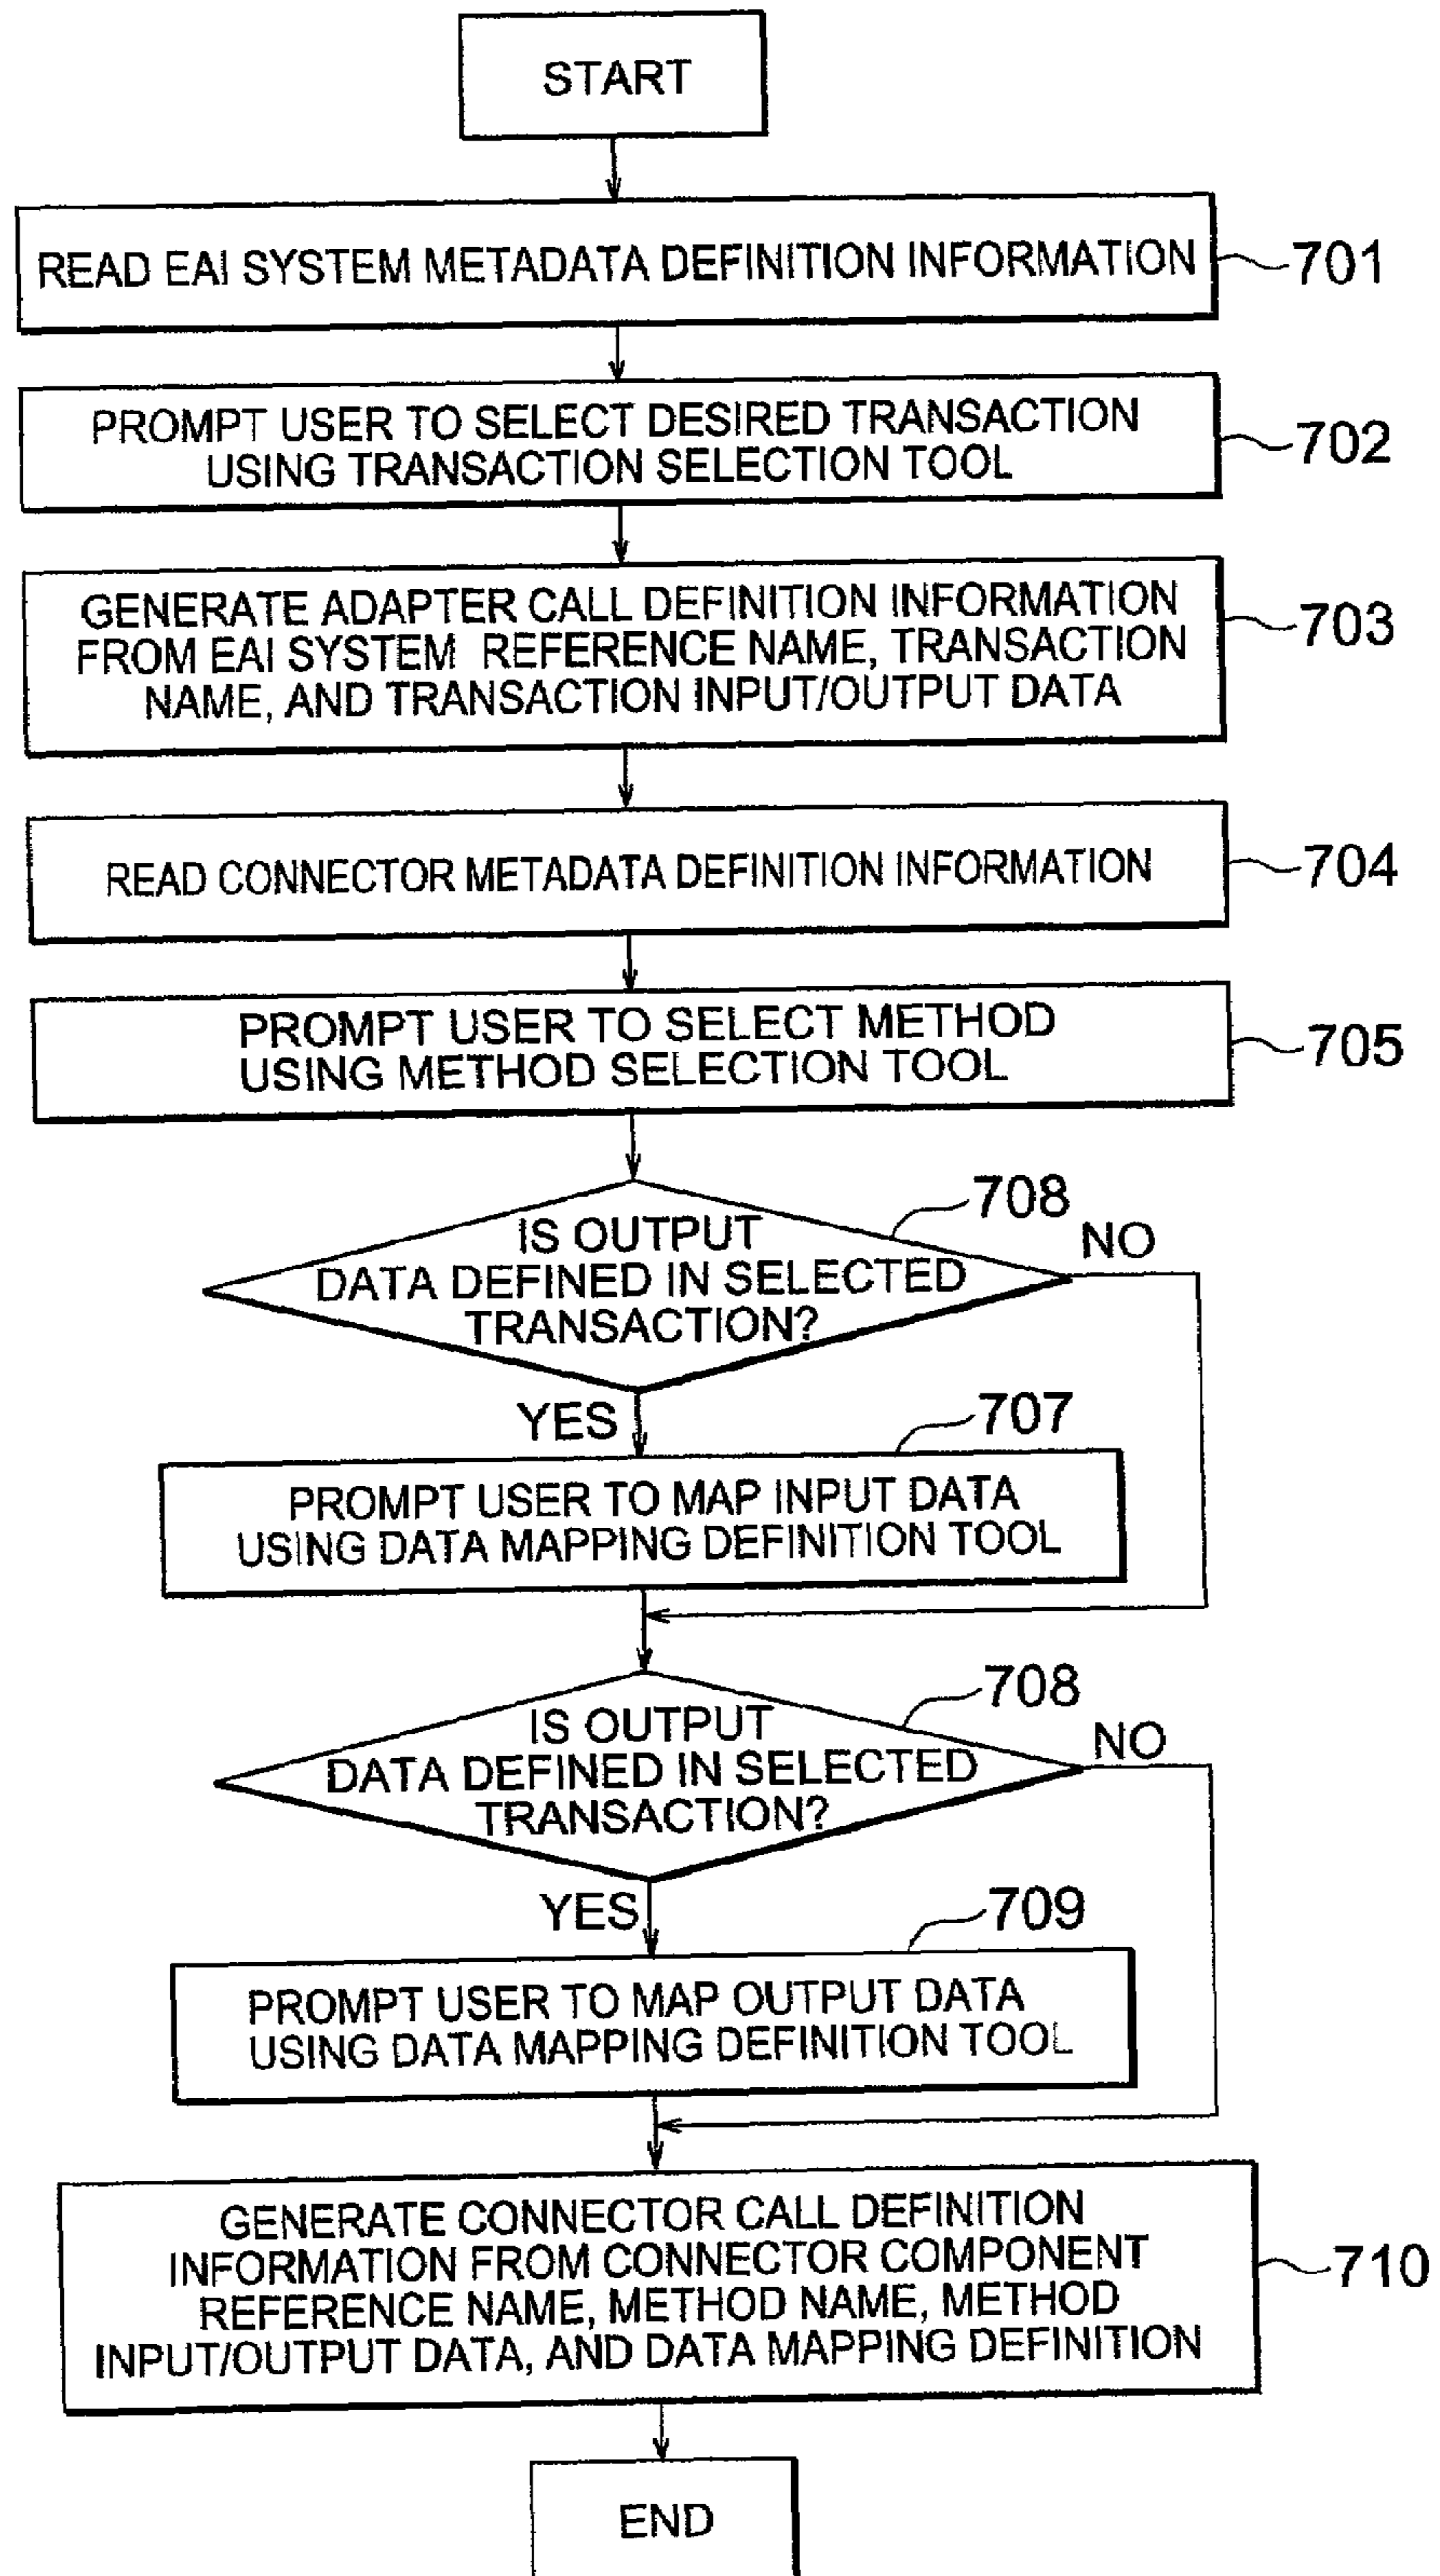 START
READ EAI SYSTEM METADATA DEFINITION INFORMATION
701
PROMPT USER TO SELECT DESIRED TRANSACTION
USING TRANSACTION SELECTION TOOL
702
GENERATE ADAPTER CALL DEFINITION INFORMATION
FROM EAI SYSTEM REFERENCE NAME, TRANSACTION
NAME, AND TRANSACTION INPUT/OUTPUT DATA
703
READ CONNECTOR METADATA DEFINITION INFORMATION
704
PROMPT USER TO SELECT METHOD
USING METHOD SELECTION TOOL
705
708
IS OUTPUT
DATA DEFINED IN SELECTED
TRANSACTION?
NO
YES
707
PROMPT USER TO MAP INPUT DATA
USING DATA MAPPING DEFINITION TOOL
708
IS OUTPUT
DATA DEFINED IN SELECTED
TRANSACTION?
NO
YES
709
PROMPT USER TO MAP OUTPUT DATA
USING DATA MAPPING DEFINITION TOOL
GENERATE CONNECTOR CALL DEFINITION
INFORMATION FROM CONNECTOR COMPONENT
REFERENCE NAME, METHOD NAME, METHOD
INPUT/OUTPUT DATA, AND DATA MAPPING DEFINITION
710
END